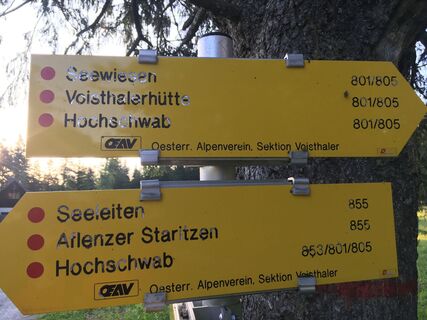 Seewiesen 801/805
Voisthalerhütte 801/805
Hochschwab 801/805
OEAV Oesterr. Alpenverein, Sektion Voisthaler
Seeleiten 855
Aflenzer Staritzen 855
Hochschwab 853/801/805
OEAV Oesterr. Alpenverein, Sektion Voisthaler